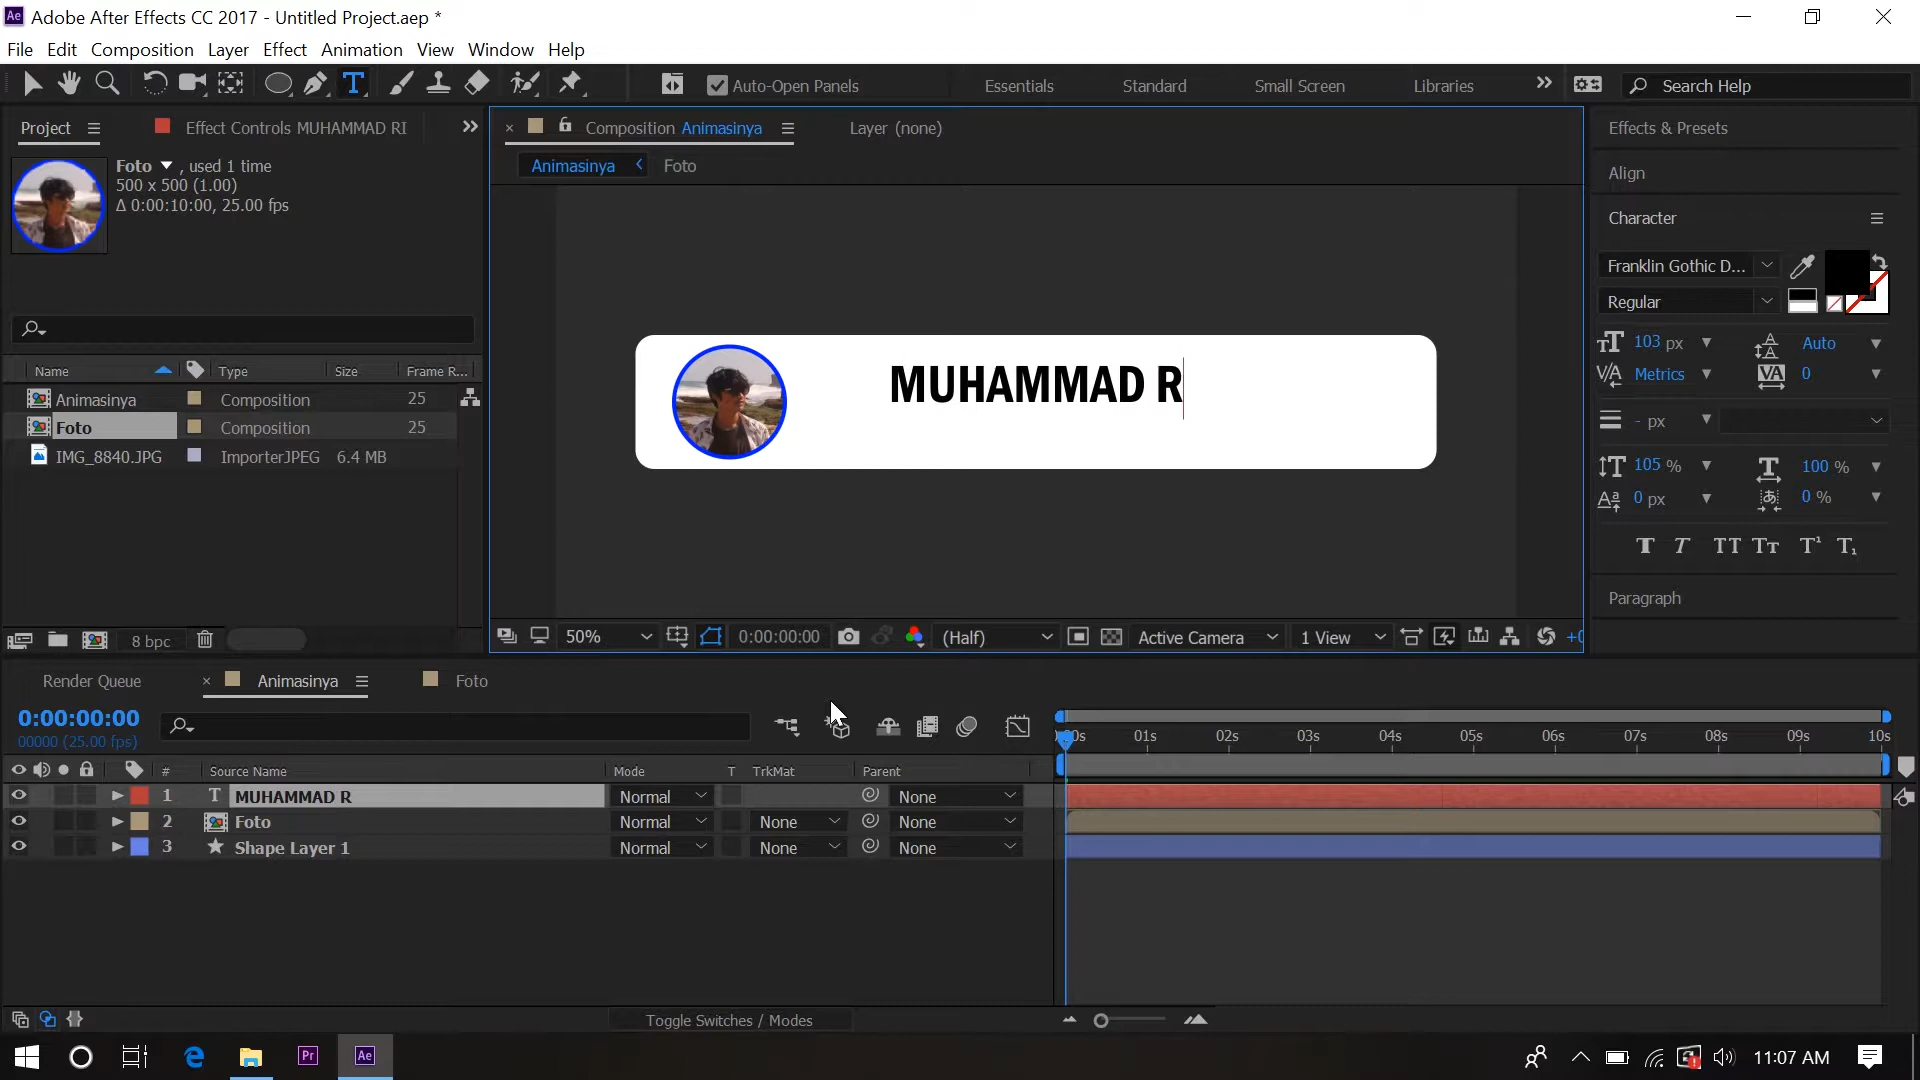 Ae Adobe After Effects CC 2017 - Untitled Project.aep *
File Edit Composition Layer Effect Animation View Window Help
T Auto-Open Panels Essentials Standard Small Screen Libraries Search Help
Project Effect Controls MUHAMMAD RI
Composition Animasinya Layer (none)
Effects & Presets
Foto , used 1 time
500 x 500 (1.00)
Δ 0:00:10:00, 25.00 fps
Animasinya Foto
Align
Character
Franklin Gothic D...
Regular
103 px Auto
Metrics 0
- px
105 % 100 %
0 px 0 %
T T TT Tt T¹ T₁
Paragraph
Name Type Size Frame R...
Animasinya Composition 25
Foto Composition 25
IMG_8840.JPG ImporterJPEG 6.4 MB
8 bpc
MUHAMMAD R
50% 0:00:00:00 (Half) Active Camera 1 View
Render Queue Animasinya Foto
0:00:00:00
00000 (25.00 fps)
01s 02s 03s 04s 05s 06s 07s 08s 09s 10s
# Source Name Mode T TrkMat Parent
1 T MUHAMMAD R Normal None
2 Foto Normal None None
3 Shape Layer 1 Normal None None
Toggle Switches / Modes
Pr Ae 11:07 AM